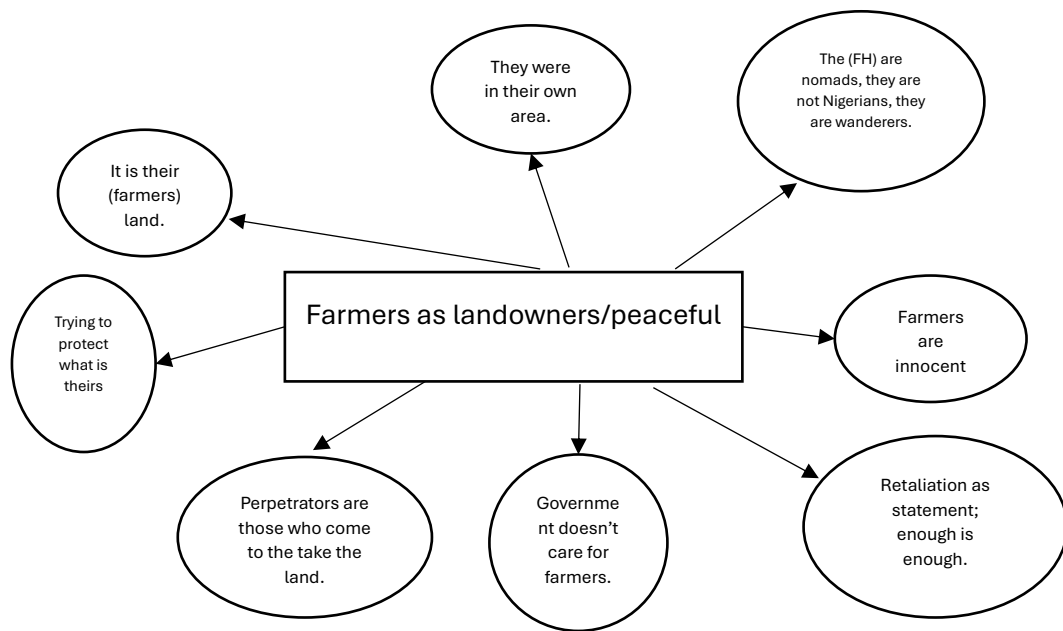 They were
in their own
area.
The (FH) are
nomads, they are
not Nigerians, they
are wanderers.
It is their
(farmers)
land.
Farmers as landowners/peaceful
Trying to
protect
what is
theirs
Farmers
are
innocent
Perpetrators are
those who come
to the take the
land.
Governme
nt doesn’t
care for
farmers.
Retaliation as
statement;
enough is
enough.